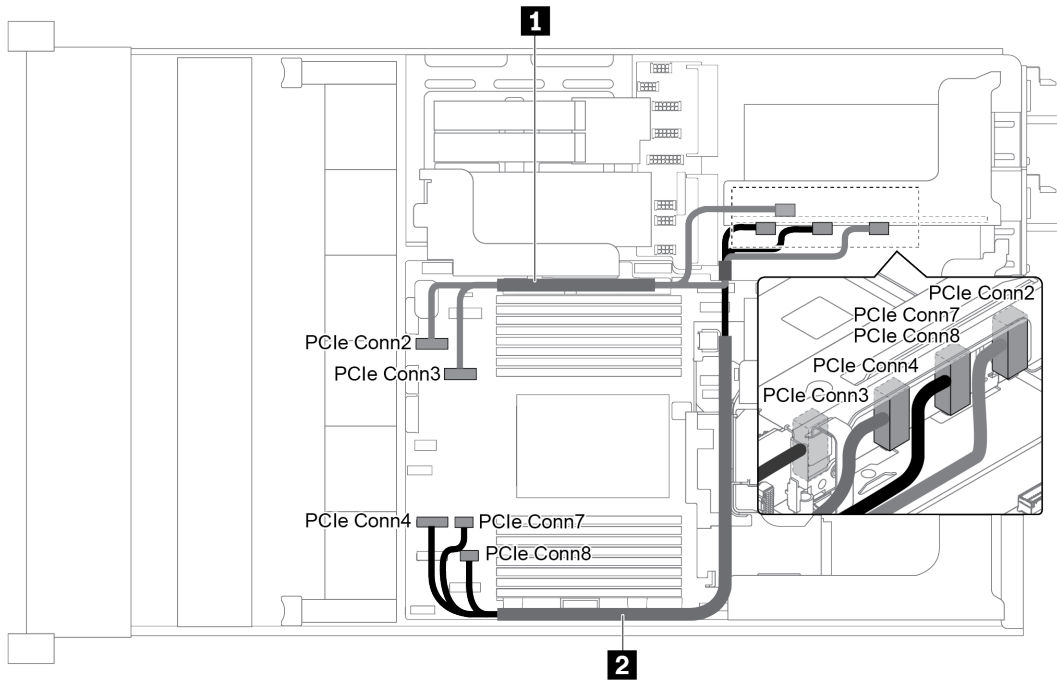 1
PCIe Conn2
PCIe Conn7
PCIe Conn8
PCIe Conn2
PCIe Conn4
PCIe Conn3
PCIe Conn3
PCIe Conn4
PCIe Conn7
PCIe Conn8
2